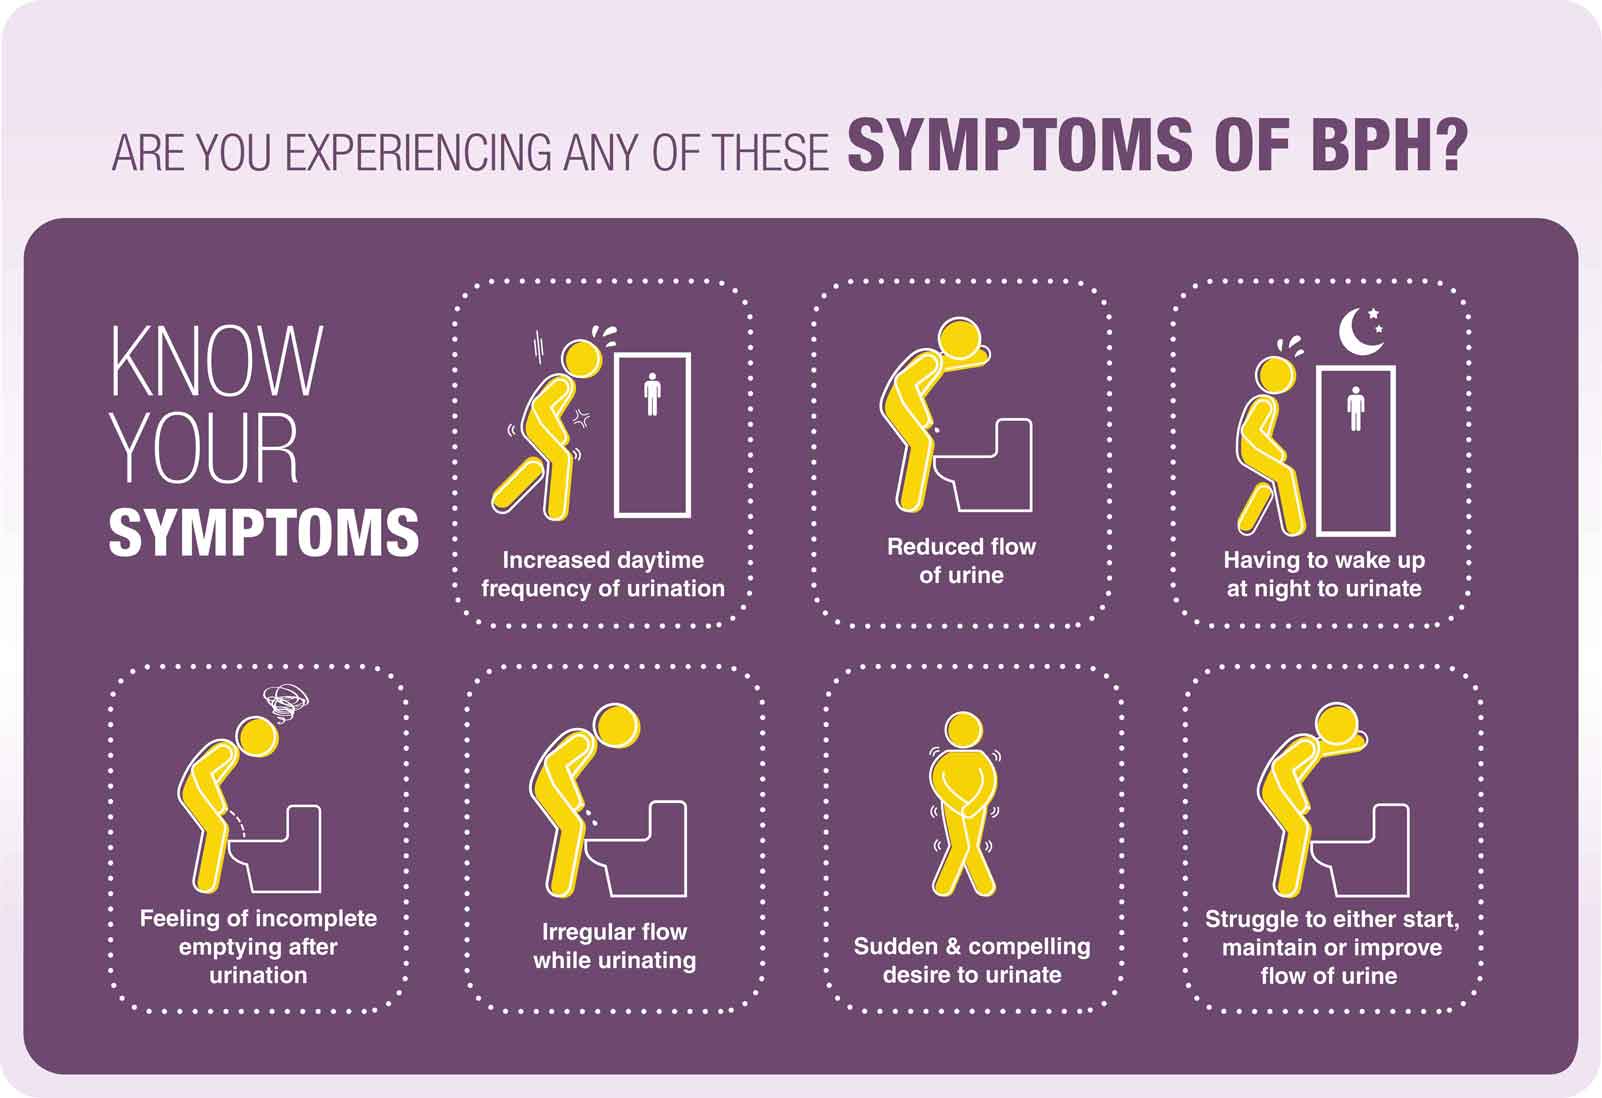 ARE YOU EXPERIENCING ANY OF THESE SYMPTOMS OF BPH?
KNOW
YOUR
SYMPTOMS
Increased daytime
frequency of urination
Reduced flow
of urine
Having to wake up
at night to urinate
Feeling of incomplete
emptying after
urination
Irregular flow
while urinating
Sudden & compelling
desire to urinate
Struggle to either start,
maintain or improve
flow of urine